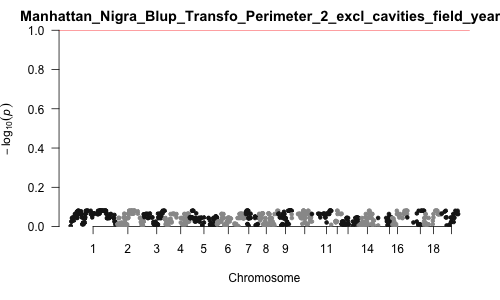 Manhattan_Nigra_Blup_Transfo_Perimeter_2_excl_cavities_field_year
1.0
0.8
0.6
0.4
0.2
0.0
− log10(p)
1 2 3 4 5 6 7 8 9 11 14 16 18
Chromosome